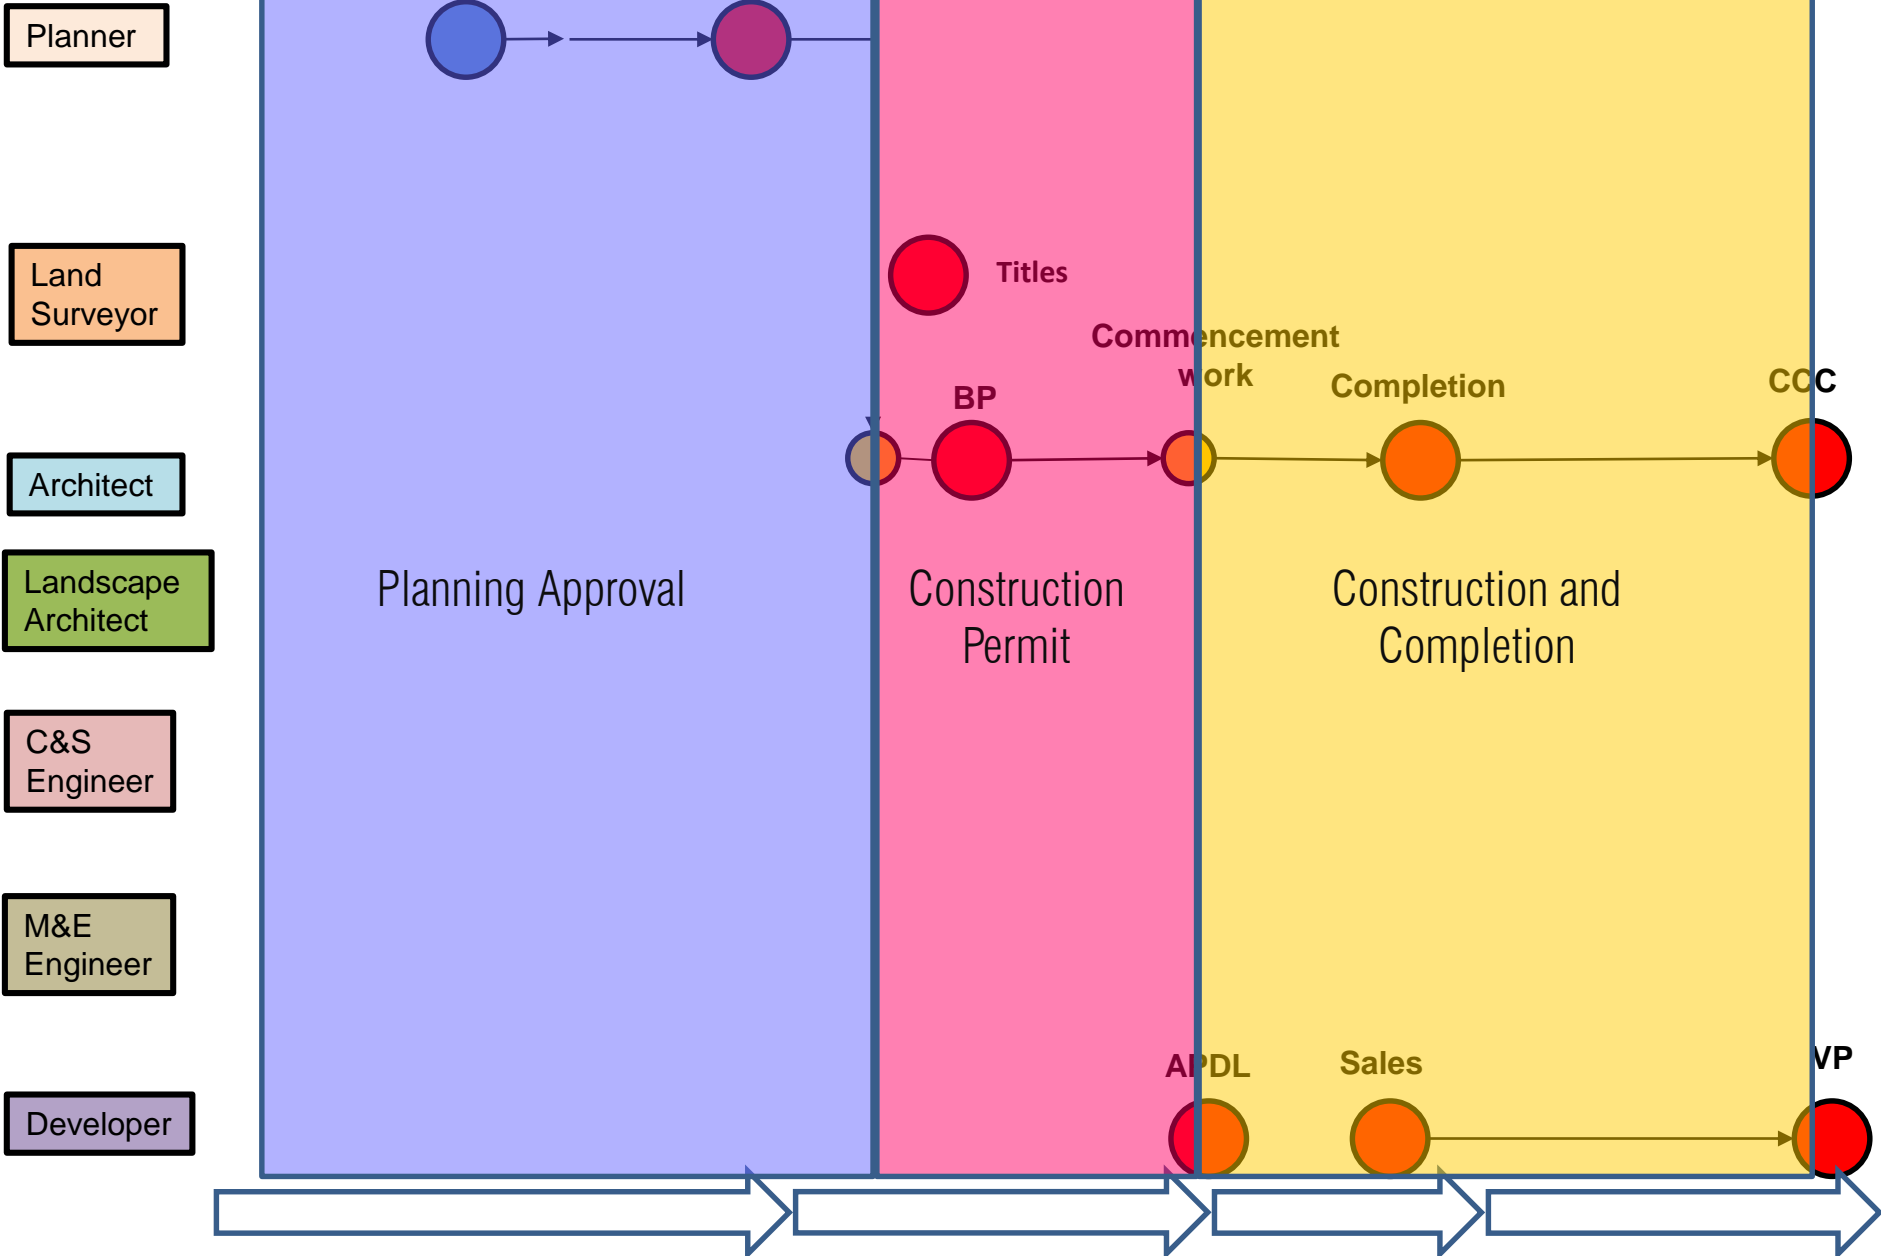 Planner
Land
Surveyor
Titles
Commencement
work
Completion
CCC
BP
Architect
Landscape
Architect
Planning Approval
Construction
Permit
Construction and
Completion
C&S
Engineer
M&E
Engineer
APDL
Sales
VP
Developer